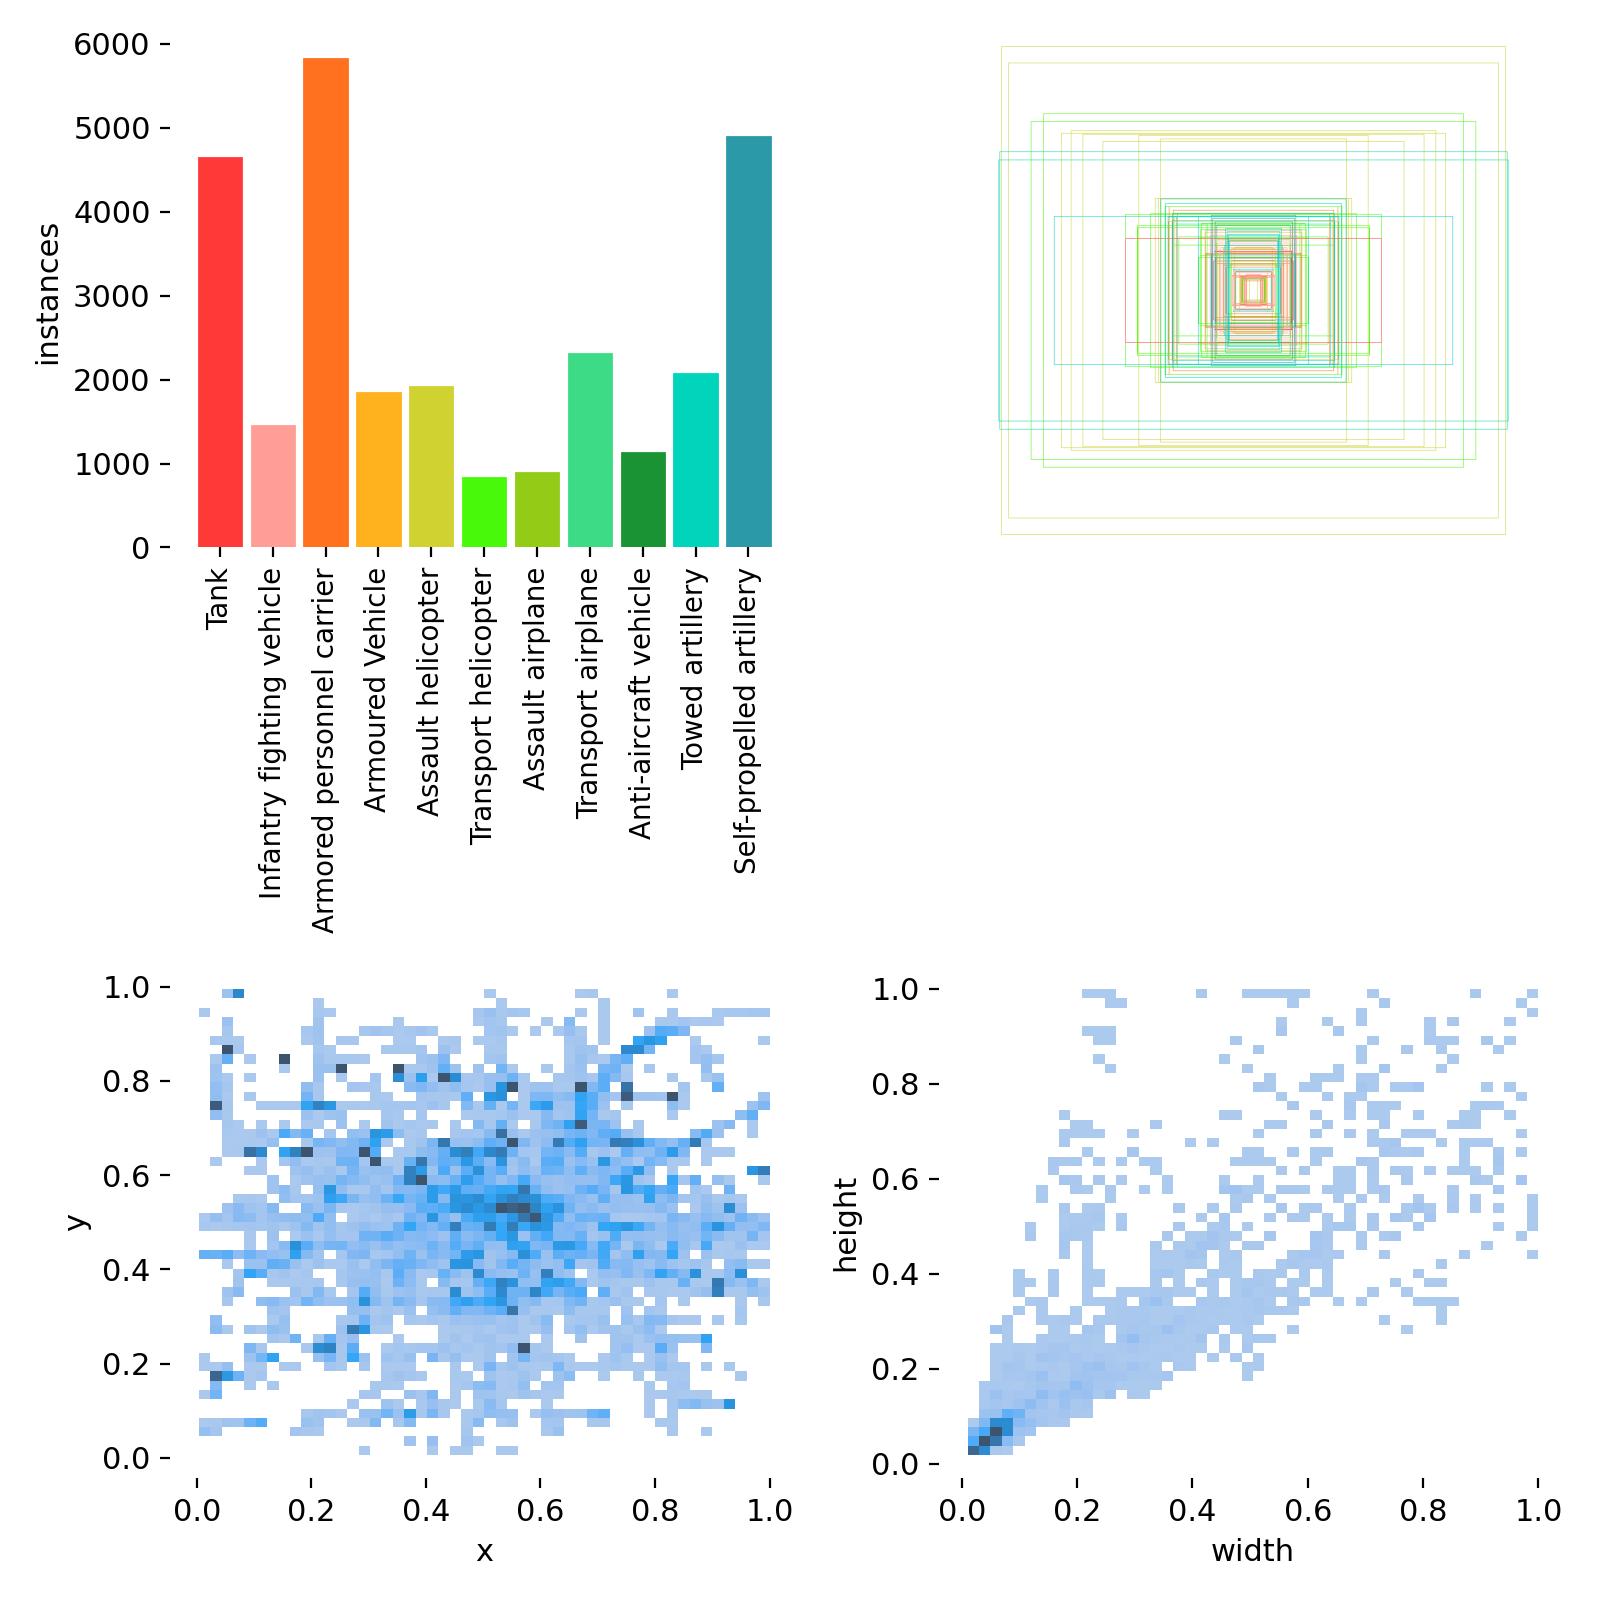 6000
5000
4000
3000
2000
1000
0
instances
Tank
Infantry fighting vehicle
Armored personnel carrier
Armoured Vehicle
Assault helicopter
Transport helicopter
Assault airplane
Transport airplane
Anti-aircraft vehicle
Towed artillery
Self-propelled artillery
1.0
0.8
0.6
0.4
0.2
0.0
y
0.0 0.2 0.4 0.6 0.8 1.0
x
1.0
0.8
0.6
0.4
0.2
0.0
height
0.0 0.2 0.4 0.6 0.8 1.0
width